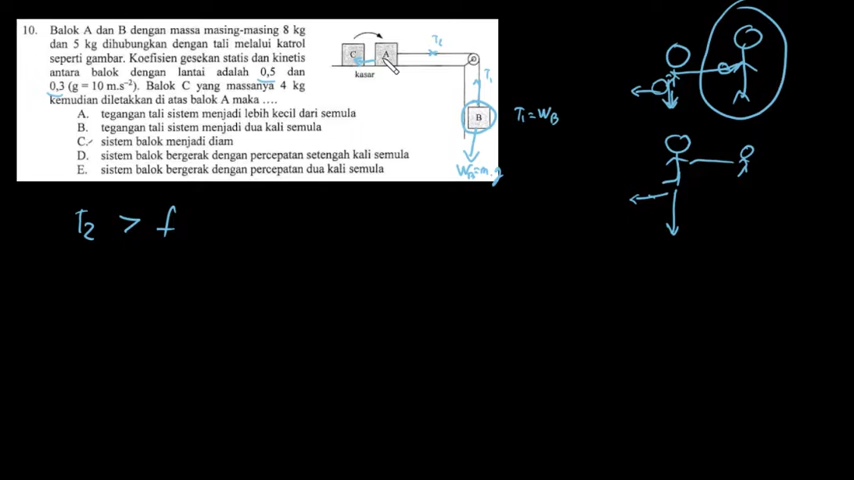 10. Balok A dan B dengan massa masing-masing 8 kg
dan 5 kg dihubungkan dengan tali melalui katrol
seperti gambar. Koefisien gesekan statis dan kinetis
antara balok dengan lantai adalah 0,5 dan
0,3 (g = 10 m.s⁻²). Balok C yang massanya 4 kg
kemudian diletakkan di atas balok A maka ....
A. tegangan tali sistem menjadi lebih kecil dari semula
B. tegangan tali sistem menjadi dua kali semula
C. sistem balok menjadi diam
D. sistem balok bergerak dengan percepatan setengah kali semula
E. sistem balok bergerak dengan percepatan dua kali semula
C
A
kasar
T₂
T₁
B
W_B = m.g
T₁ = W_B
T₂ > f